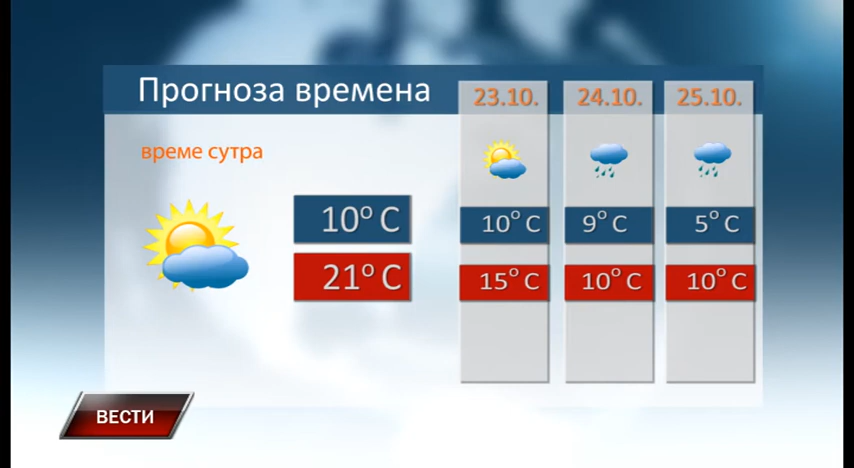 Прогноза времена
време сутра
10° C
21° C
23.10. 24.10. 25.10.
10° C 9° C 5° C
15° C 10° C 10° C
ВЕСТИ